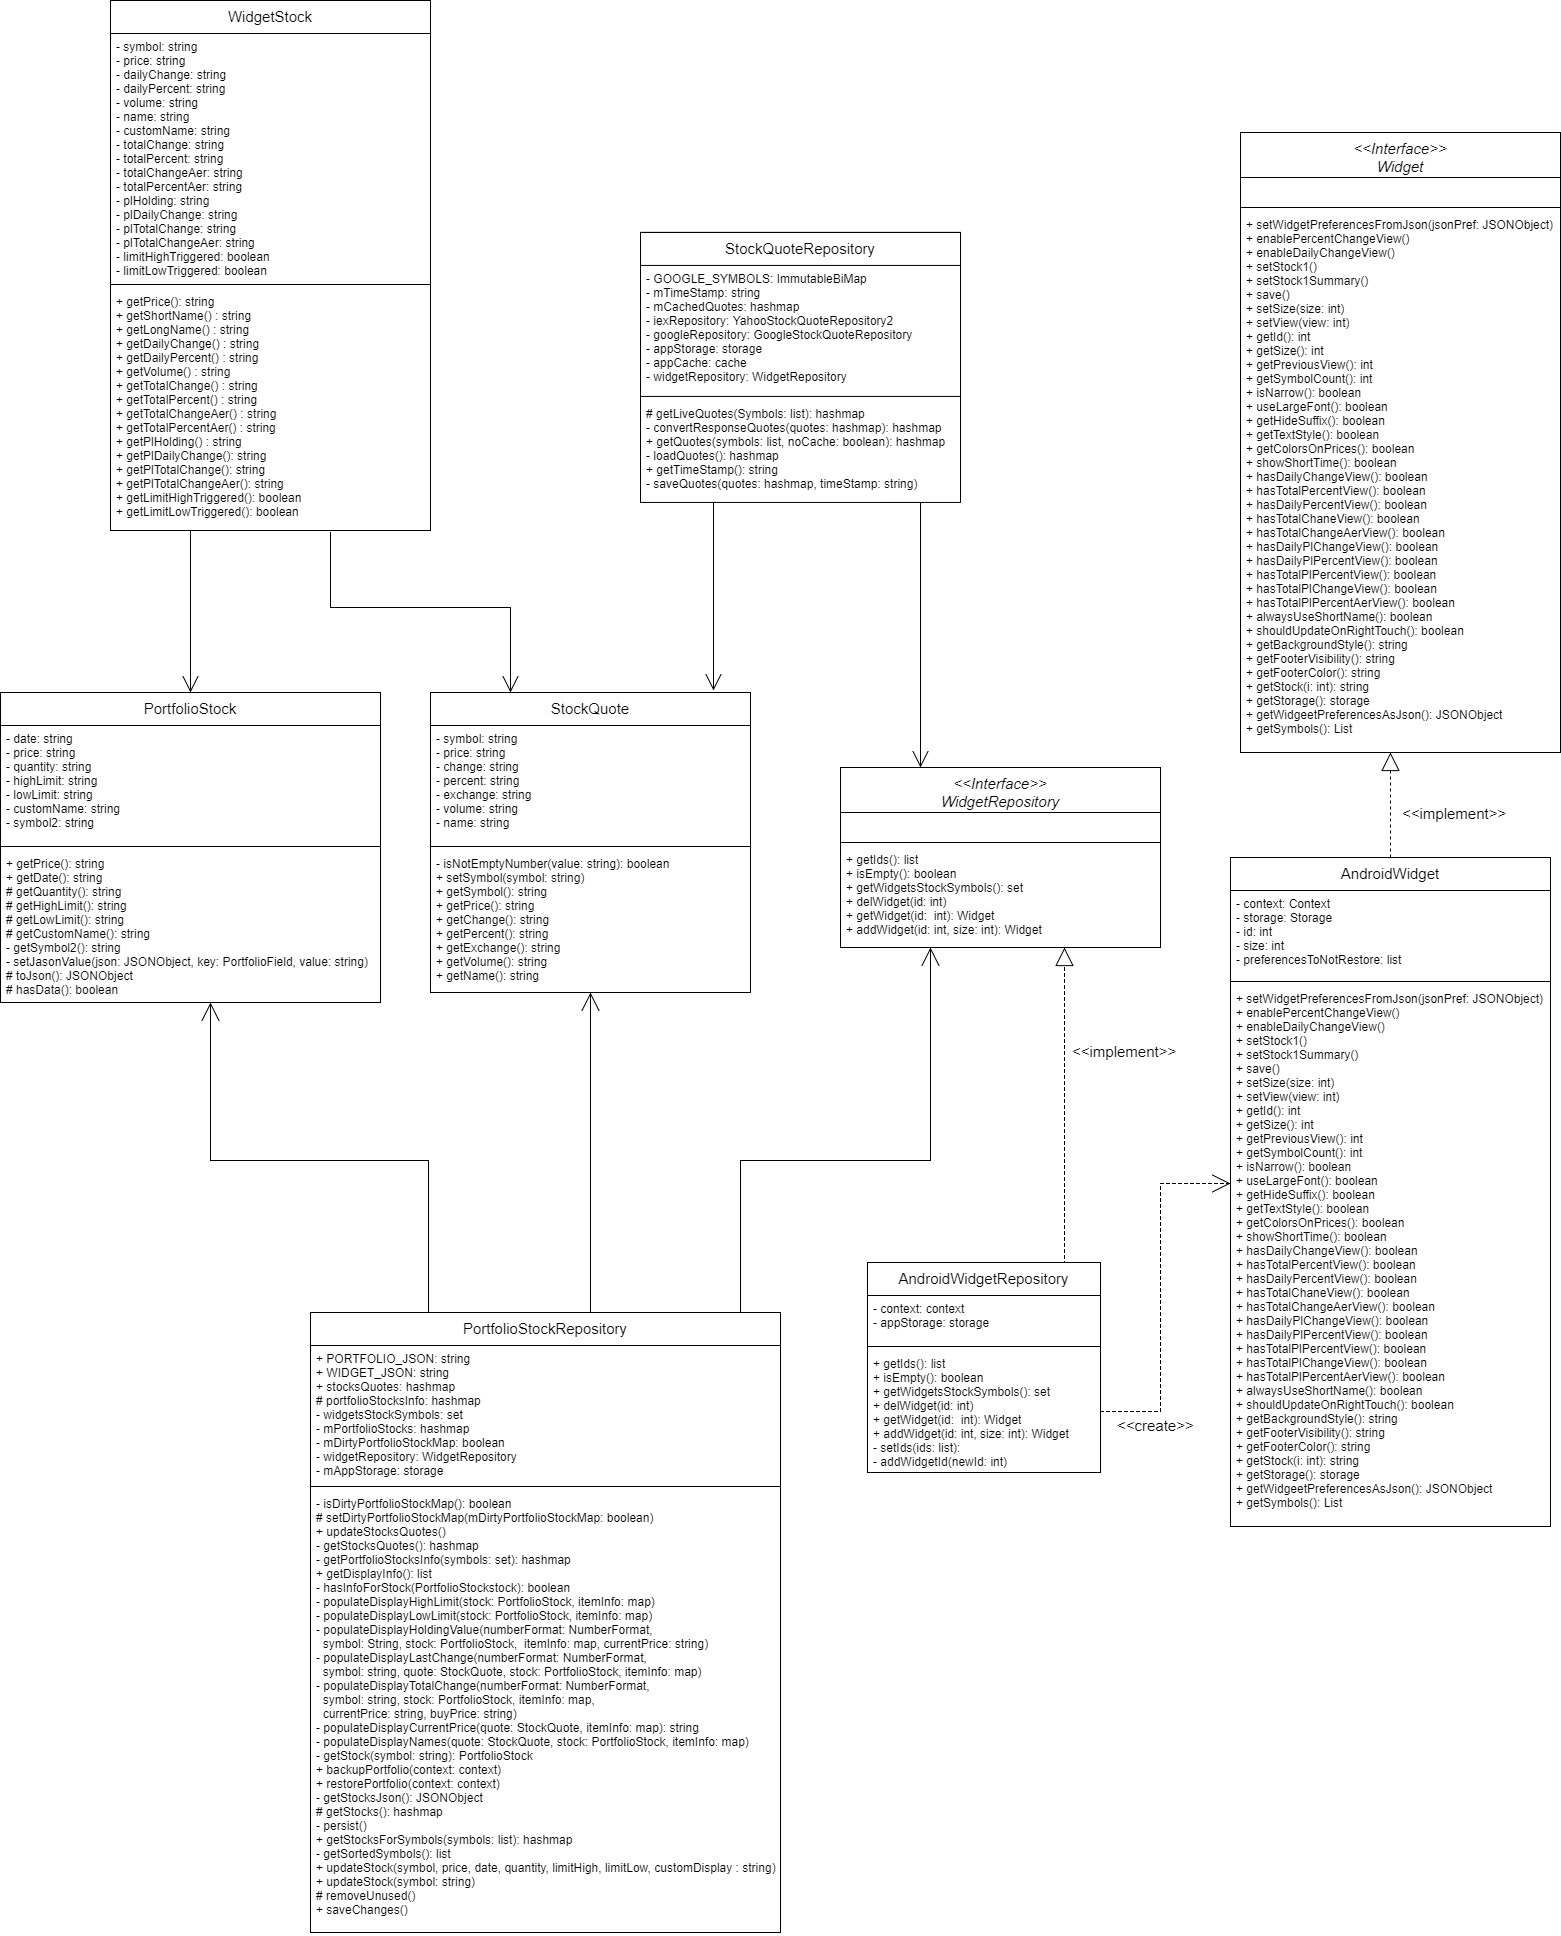 WidgetStock
- symbol: string
- price: string
- dailyChange: string
- dailyPercent: string
- volume: string
- name: string
- customName: string
- totalChange: string
- totalPercent: string
- totalChangeAer: string
- totalPercentAer: string
- plHolding: string
- plDailyChange: string
- plTotalChange: string
- plTotalChangeAer: string
- limitHighTriggered: boolean
- limitLowTriggered: boolean
+ getPrice(): string
+ getShortName() : string
+ getLongName() : string
+ getDailyChange() : string
+ getDailyPercent() : string
+ getVolume() : string
+ getTotalChange() : string
+ getTotalPercent() : string
+ getTotalChangeAer() : string
+ getTotalPercentAer() : string
+ getPlHolding() : string
+ getPlDailyChange(): string
+ getPlTotalChange(): string
+ getPlTotalChangeAer(): string
+ getLimitHighTriggered(): boolean
+ getLimitLowTriggered(): boolean
StockQuoteRepository
- GOOGLE_SYMBOLS: ImmutableBiMap
- mTimeStamp: string
- mCachedQuotes: hashmap
- iexRepository: YahooStockQuoteRepository2
- googleRepository: GoogleStockQuoteRepository
- appStorage: storage
- appCache: cache
- widgetRepository: WidgetRepository
# getLiveQuotes(Symbols: list): hashmap
- convertResponseQuotes(quotes: hashmap): hashmap
+ getQuotes(symbols: list, noCache: boolean): hashmap
- loadQuotes(): hashmap
+ getTimeStamp(): string
- saveQuotes(quotes: hashmap, timeStamp: string)
<<Interface>>
Widget
+ setWidgetPreferencesFromJson(jsonPref: JSONObject)
+ enablePercentChangeView()
+ enableDailyChangeView()
+ setStock1()
+ setStock1Summary()
+ save()
+ setSize(size: int)
+ setView(view: int)
+ getId(): int
+ getSize(): int
+ getPreviousView(): int
+ getSymbolCount(): int
+ isNarrow(): boolean
+ useLargeFont(): boolean
+ getHideSuffix(): boolean
+ getTextStyle(): boolean
+ getColorsOnPrices(): boolean
+ showShortTime(): boolean
+ hasDailyChangeView(): boolean
+ hasTotalPercentView(): boolean
+ hasDailyPercentView(): boolean
+ hasTotalChaneView(): boolean
+ hasTotalChangeAerView(): boolean
+ hasDailyPlChangeView(): boolean
+ hasDailyPlPercentView(): boolean
+ hasTotalPlPercentView(): boolean
+ hasTotalPlChangeView(): boolean
+ hasTotalPlPercentAerView(): boolean
+ alwaysUseShortName(): boolean
+ shouldUpdateOnRightTouch(): boolean
+ getBackgroundStyle(): string
+ getFooterVisibility(): string
+ getFooterColor(): string
+ getStock(i: int): string
+ getStorage(): storage
+ getWidgeetPreferencesAsJson(): JSONObject
+ getSymbols(): List
PortfolioStock
- date: string
- price: string
- quantity: string
- highLimit: string
- lowLimit: string
- customName: string
- symbol2: string
+ getPrice(): string
+ getDate(): string
# getQuantity(): string
# getHighLimit(): string
# getLowLimit(): string
# getCustomName(): string
- getSymbol2(): string
- setJasonValue(json: JSONObject, key: PortfolioField, value: string)
# toJson(): JSONObject
# hasData(): boolean
StockQuote
- symbol: string
- price: string
- change: string
- percent: string
- exchange: string
- volume: string
- name: string
- isNotEmptyNumber(value: string): boolean
+ setSymbol(symbol: string)
+ getSymbol(): string
+ getPrice(): string
+ getChange(): string
+ getPercent(): string
+ getExchange(): string
+ getVolume(): string
+ getName(): string
<<Interface>>
WidgetRepository
+ getIds(): list
+ isEmpty(): boolean
+ getWidgetsStockSymbols(): set
+ delWidget(id: int)
+ getWidget(id:  int): Widget
+ addWidget(id: int, size: int): Widget
<<implement>>
AndroidWidget
- context: Context
- storage: Storage
- id: int
- size: int
- preferencesToNotRestore: list
+ setWidgetPreferencesFromJson(jsonPref: JSONObject)
+ enablePercentChangeView()
+ enableDailyChangeView()
+ setStock1()
+ setStock1Summary()
+ save()
+ setSize(size: int)
+ setView(view: int)
+ getId(): int
+ getSize(): int
+ getPreviousView(): int
+ getSymbolCount(): int
+ isNarrow(): boolean
+ useLargeFont(): boolean
+ getHideSuffix(): boolean
+ getTextStyle(): boolean
+ getColorsOnPrices(): boolean
+ showShortTime(): boolean
+ hasDailyChangeView(): boolean
+ hasTotalPercentView(): boolean
+ hasDailyPercentView(): boolean
+ hasTotalChaneView(): boolean
+ hasTotalChangeAerView(): boolean
+ hasDailyPlChangeView(): boolean
+ hasDailyPlPercentView(): boolean
+ hasTotalPlPercentView(): boolean
+ hasTotalPlChangeView(): boolean
+ hasTotalPlPercentAerView(): boolean
+ alwaysUseShortName(): boolean
+ shouldUpdateOnRightTouch(): boolean
+ getBackgroundStyle(): string
+ getFooterVisibility(): string
+ getFooterColor(): string
+ getStock(i: int): string
+ getStorage(): storage
+ getWidgeetPreferencesAsJson(): JSONObject
+ getSymbols(): List
<<implement>>
<<create>>
AndroidWidgetRepository
- context: context
- appStorage: storage
+ getIds(): list
+ isEmpty(): boolean
+ getWidgetsStockSymbols(): set
+ delWidget(id: int)
+ getWidget(id:  int): Widget
+ addWidget(id: int, size: int): Widget
- setIds(ids: list):
- addWidgetId(newId: int)
PortfolioStockRepository
+ PORTFOLIO_JSON: string
+ WIDGET_JSON: string
+ stocksQuotes: hashmap
# portfolioStocksInfo: hashmap
- widgetsStockSymbols: set
- mPortfolioStocks: hashmap
- mDirtyPortfolioStockMap: boolean
- widgetRepository: WidgetRepository
- mAppStorage: storage
- isDirtyPortfolioStockMap(): boolean
# setDirtyPortfolioStockMap(mDirtyPortfolioStockMap: boolean)
+ updateStocksQuotes()
- getStocksQuotes(): hashmap
- getPortfolioStocksInfo(symbols: set): hashmap
+ getDisplayInfo(): list
- hasInfoForStock(PortfolioStockstock): boolean
- populateDisplayHighLimit(stock: PortfolioStock, itemInfo: map)
- populateDisplayLowLimit(stock: PortfolioStock, itemInfo: map)
- populateDisplayHoldingValue(numberFormat: NumberFormat,
symbol: String, stock: PortfolioStock,  itemInfo: map, currentPrice: string)
- populateDisplayLastChange(numberFormat: NumberFormat,
symbol: string, quote: StockQuote, stock: PortfolioStock, itemInfo: map)
- populateDisplayTotalChange(numberFormat: NumberFormat,
symbol: string, stock: PortfolioStock, itemInfo: map,
currentPrice: string, buyPrice: string)
- populateDisplayCurrentPrice(quote: StockQuote, itemInfo: map): string
- populateDisplayNames(quote: StockQuote, stock: PortfolioStock, itemInfo: map)
- getStock(symbol: string): PortfolioStock
+ backupPortfolio(context: context)
+ restorePortfolio(context: context)
- getStocksJson(): JSONObject
# getStocks(): hashmap
- persist()
+ getStocksForSymbols(symbols: list): hashmap
- getSortedSymbols(): list
+ updateStock(symbol, price, date, quantity, limitHigh, limitLow, customDisplay : string)
+ updateStock(symbol: string)
# removeUnused()
+ saveChanges()